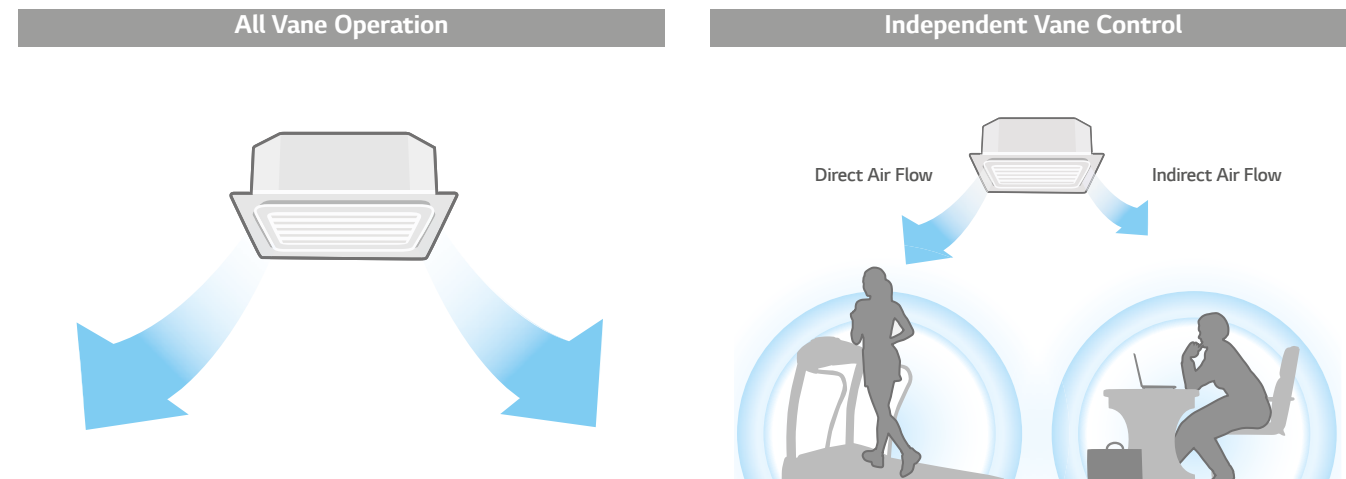 All Vane Operation
Independent Vane Control
Direct Air Flow
Indirect Air Flow